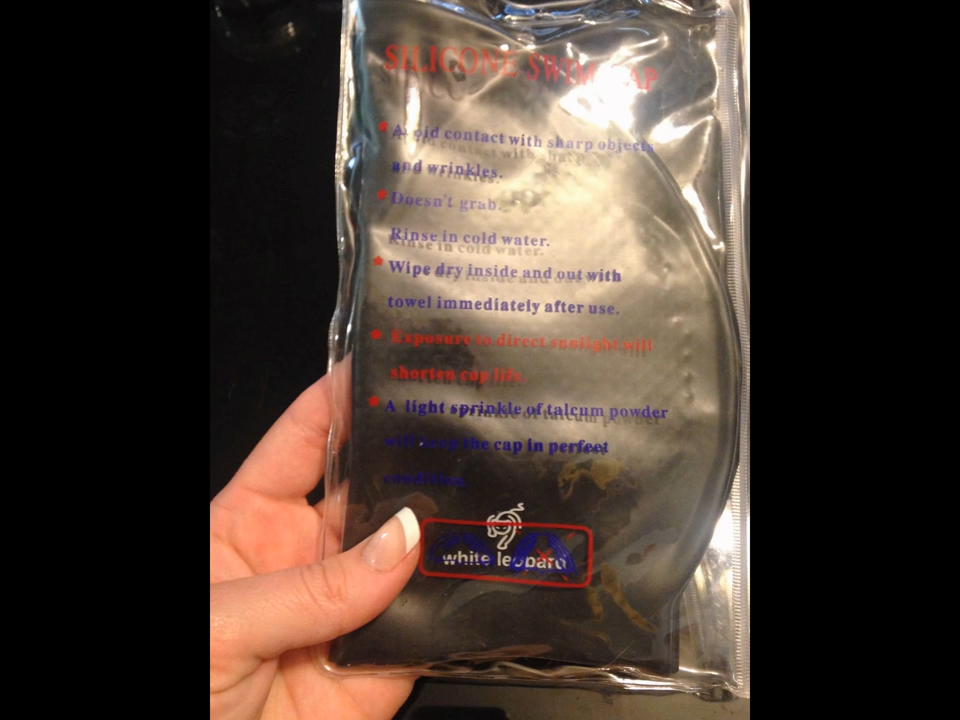 SILICONE SWIM CAP
Avoid contact with sharp objects
and wrinkles.
Doesn't grab.
Rinse in cold water.
Wipe dry inside and out with
towel immediately after use.
Exposure to direct sunlight will
shorten cap life.
A light sprinkle of talcum powder
will keep the cap in perfect
condition.
white leopard